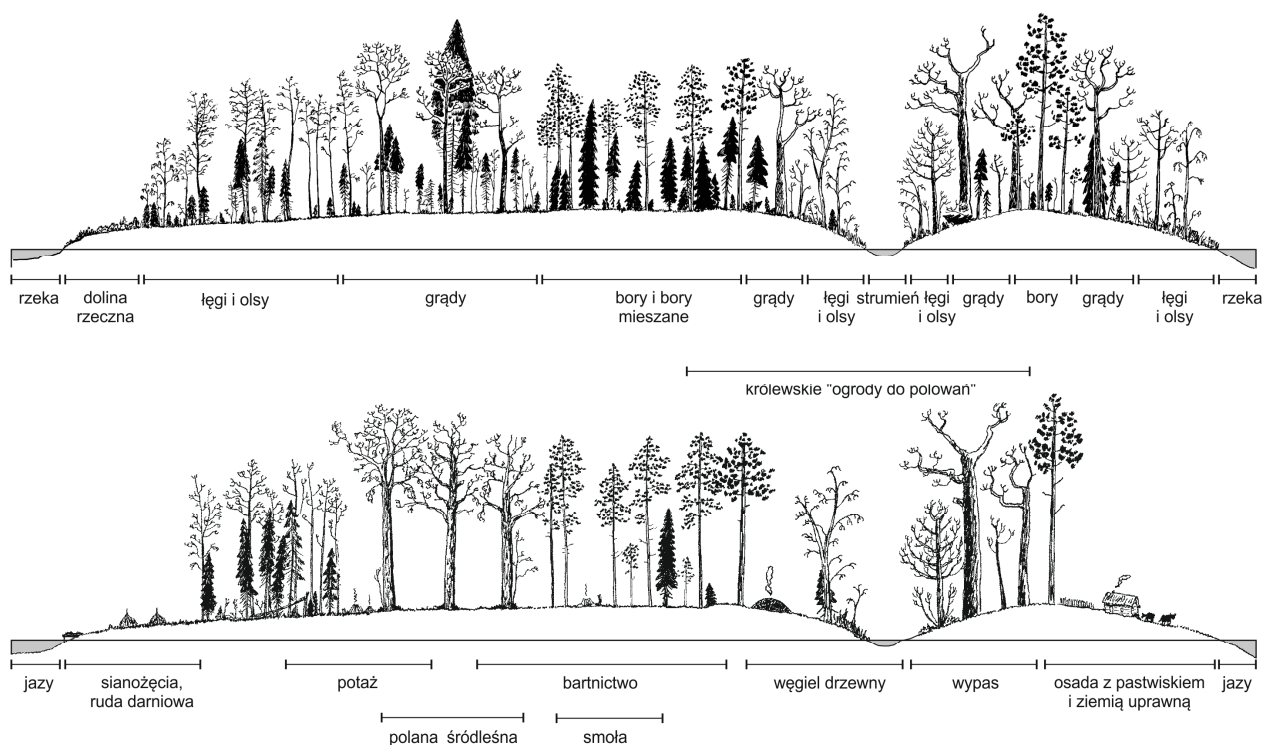 rzeka
dolina
rzeczna
łęgi i olsy
grądy
bory i bory
mieszane
grądy
łęgi
i olsy
strumień
łęgi
i olsy
grądy
bory
grądy
łęgi
i olsy
rzeka
królewskie "ogrody do polowań"
jazy
sianożęcia,
ruda darniowa
potaż
bartnictwo
węgiel drzewny
wypas
osada z pastwiskiem
i ziemią uprawną
jazy
polana śródleśna
smoła